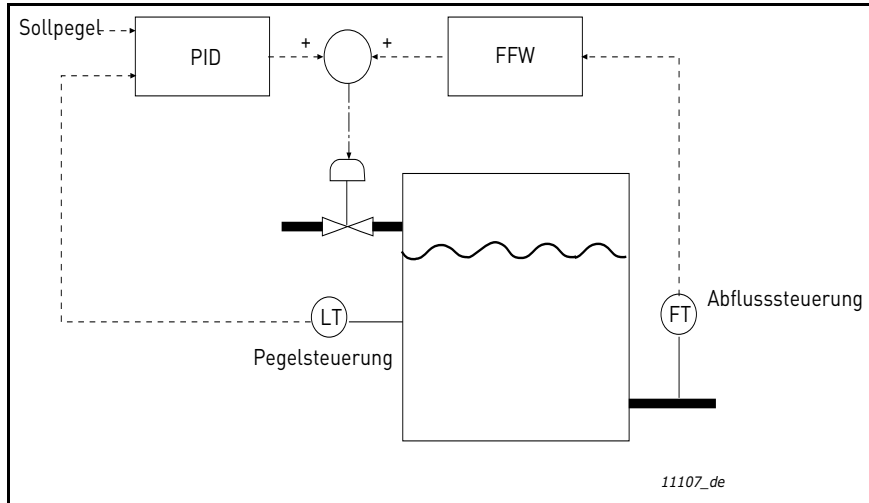 Sollpegel
PID
+
+
FFW
LT
Pegelsteuerung
FT
Abflusssteuerung
11107_de